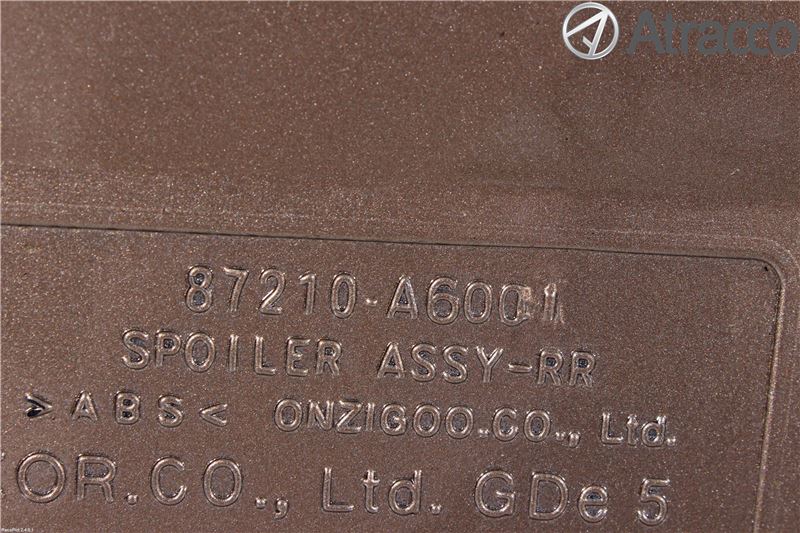 Atracco
87210-A6001
SPOILER ASSY-RR
>ABS< ONZIGOO.CO., Ltd.
OR.CO., Ltd. GDe 5